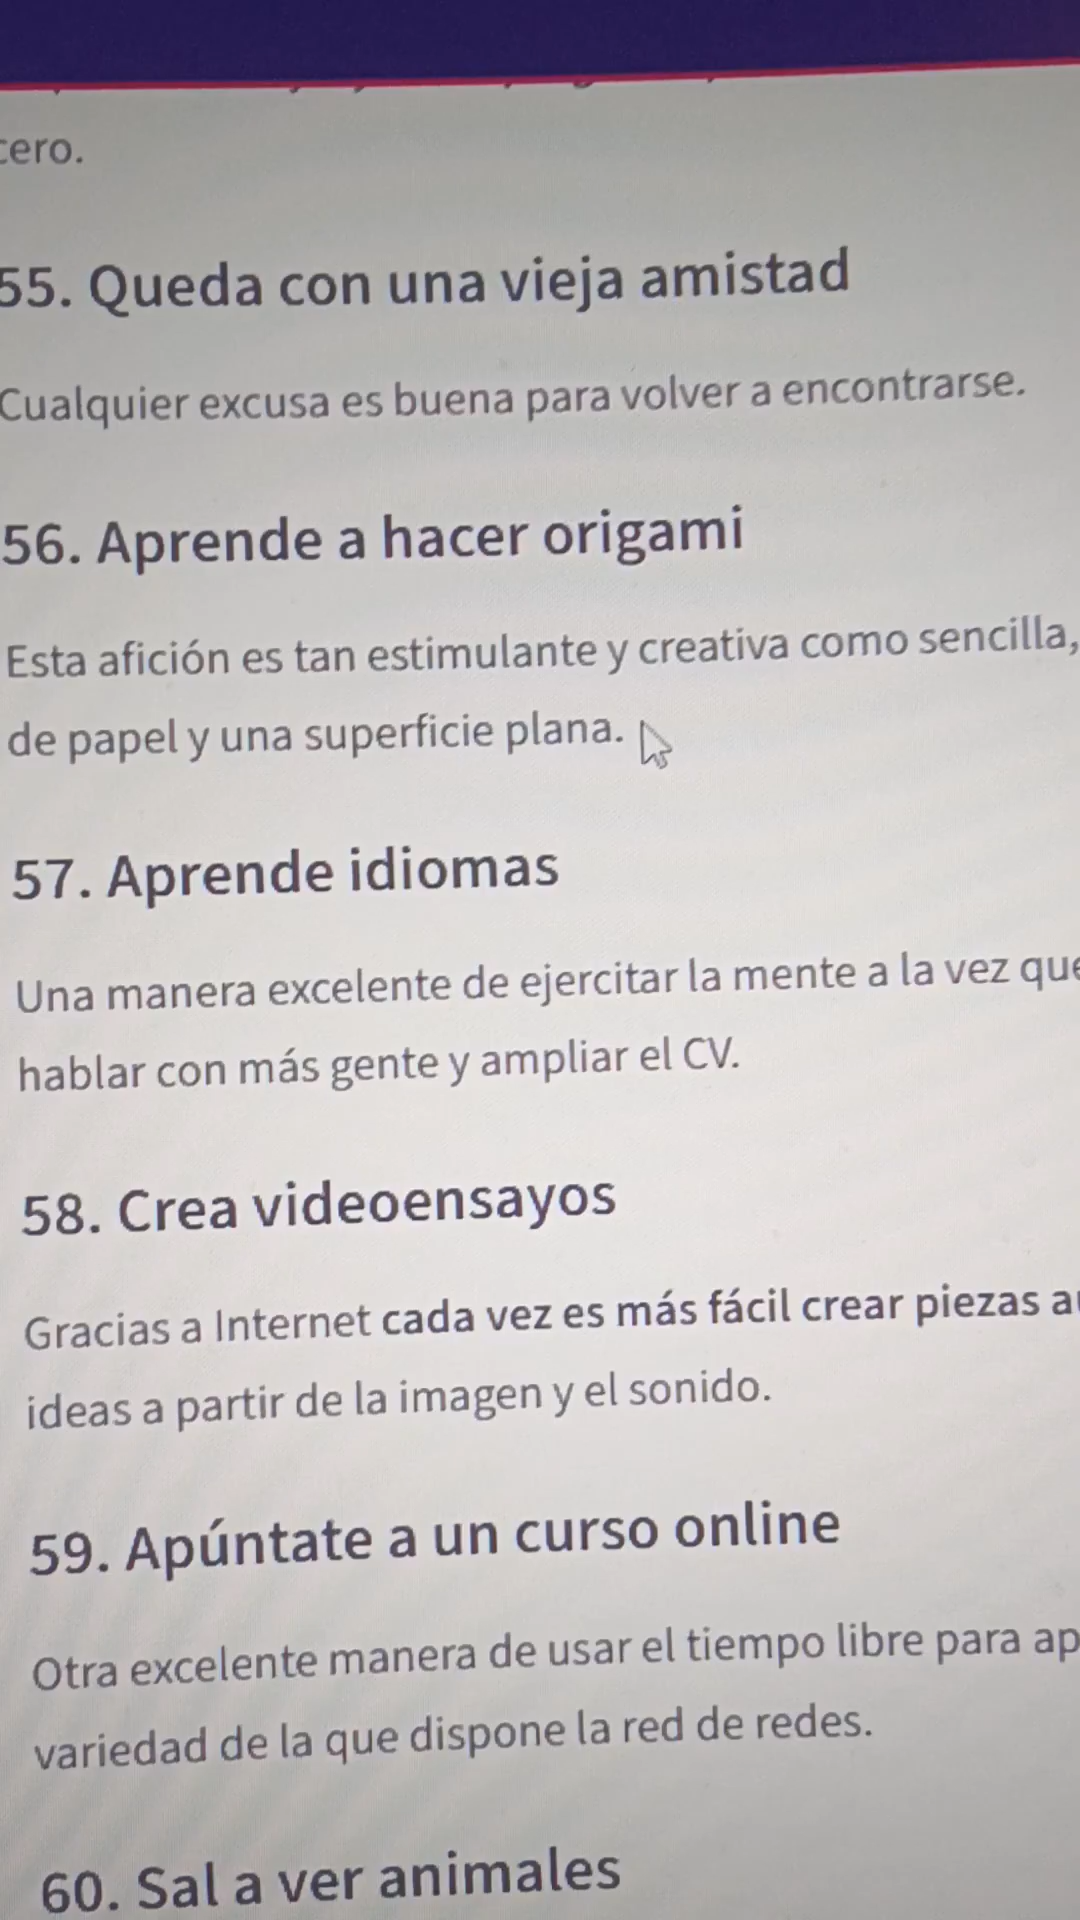 cero.
55. Queda con una vieja amistad
Cualquier excusa es buena para volver a encontrarse.
56. Aprende a hacer origami
Esta afición es tan estimulante y creativa como sencilla,
de papel y una superficie plana.
57. Aprende idiomas
Una manera excelente de ejercitar la mente a la vez que
hablar con más gente y ampliar el CV.
58. Crea videoensayos
Gracias a Internet cada vez es más fácil crear piezas
ideas a partir de la imagen y el sonido.
59. Apúntate a un curso online
Otra excelente manera de usar el tiempo libre para
variedad de la que dispone la red de redes.
60. Sal a ver animales